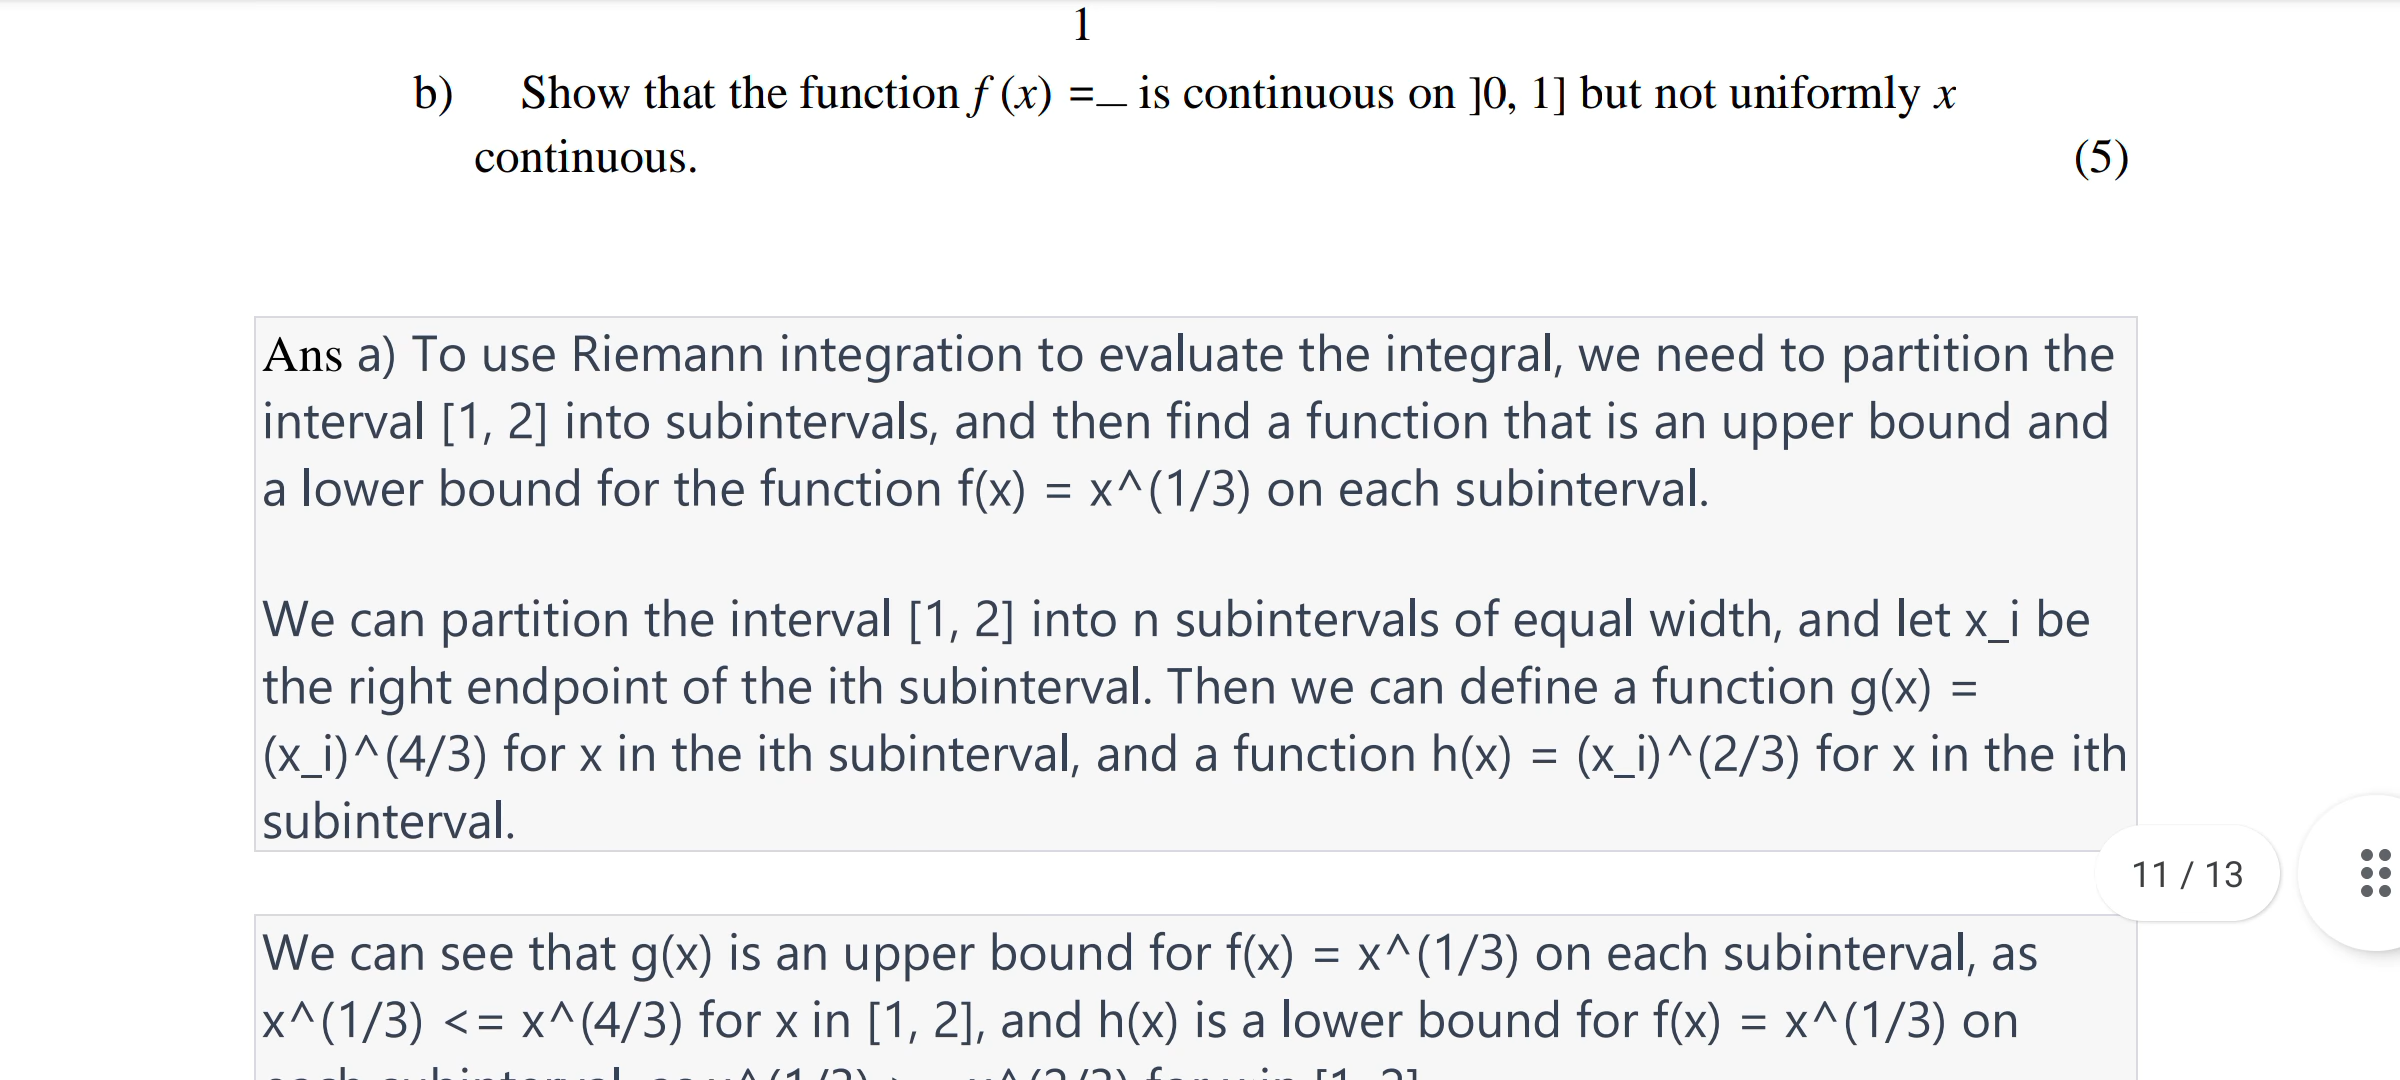 1
b) Show that the function f (x) =_ is continuous on ]0, 1] but not uniformly x
continuous. (5)
Ans a) To use Riemann integration to evaluate the integral, we need to partition the
interval [1, 2] into subintervals, and then find a function that is an upper bound and
a lower bound for the function f(x) = x^(1/3) on each subinterval.
We can partition the interval [1, 2] into n subintervals of equal width, and let x_i be
the right endpoint of the ith subinterval. Then we can define a function g(x) =
(x_i)^(4/3) for x in the ith subinterval, and a function h(x) = (x_i)^(2/3) for x in the ith
subinterval.
11 / 13
We can see that g(x) is an upper bound for f(x) = x^(1/3) on each subinterval, as
x^(1/3) <= x^(4/3) for x in [1, 2], and h(x) is a lower bound for f(x) = x^(1/3) on